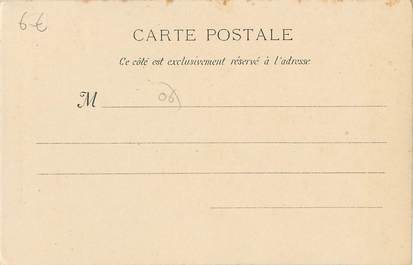 6€
CARTE POSTALE
Ce côté est exclusivement réservé à l'adresse
M 06